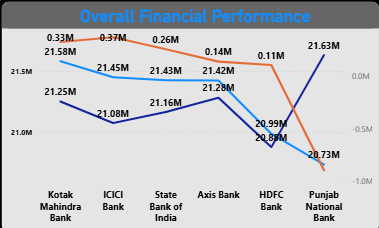 Overall Financial Performance
0.33M 0.37M 0.26M 0.14M 0.11M 21.63M
21.58M 21.45M 21.43M 21.42M 20.99M 20.73M
21.25M 21.08M 21.16M 21.28M 20.88M
21.5M
21.0M
0.0M
-0.5M
-1.0M
Kotak Mahindra Bank
ICICI Bank
State Bank of India
Axis Bank
HDFC Bank
Punjab National Bank